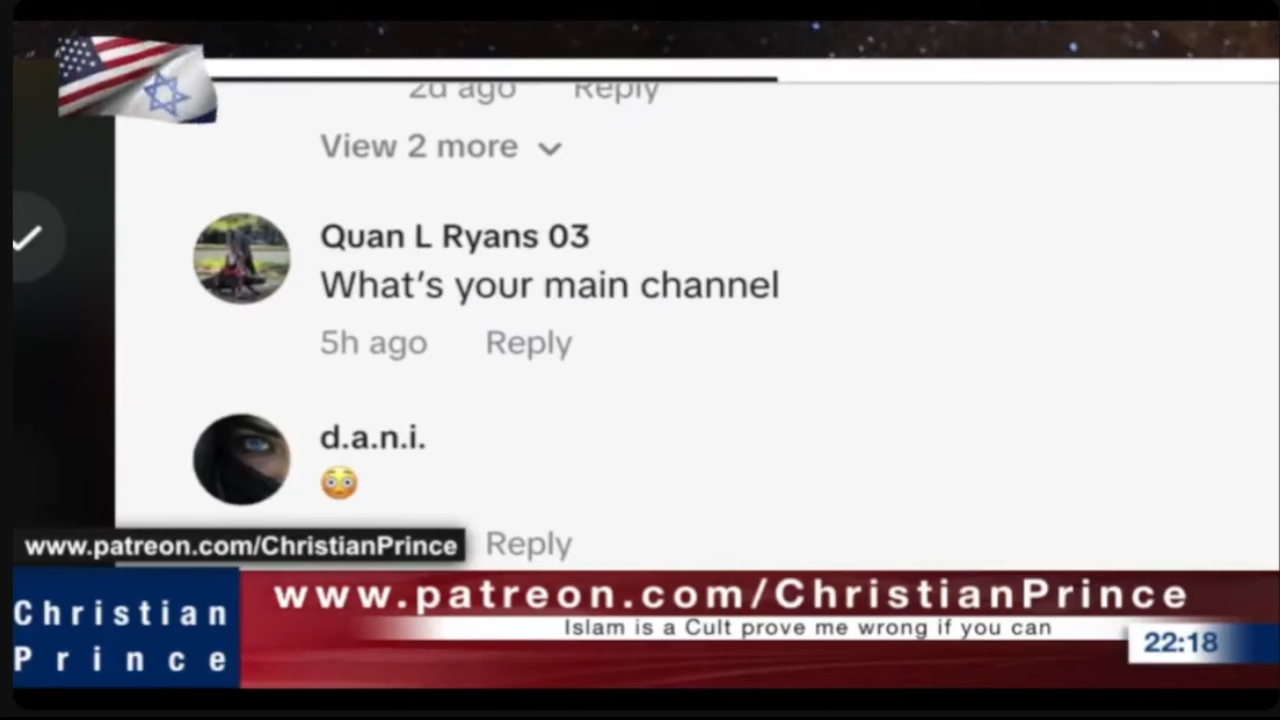 2d ago Reply
View 2 more
Quan L Ryans 03
What's your main channel
5h ago Reply
d.a.n.i.
😳
www.patreon.com/ChristianPrince Reply
Christian
Prince
www.patreon.com/ChristianPrince
Islam is a Cult prove me wrong if you can
22:18